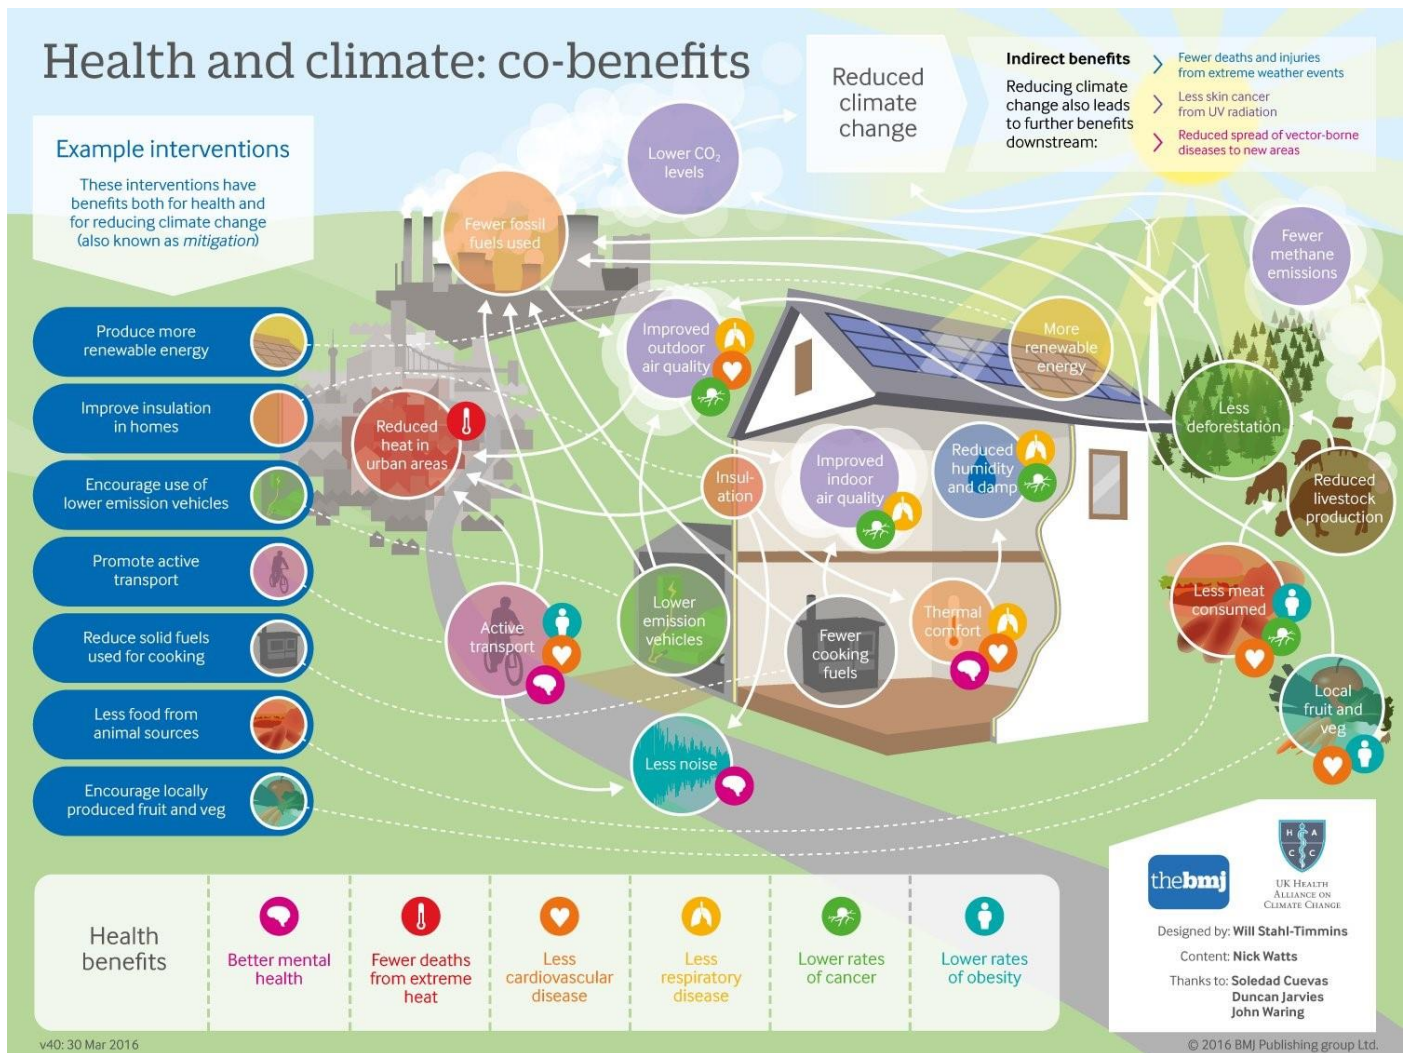 Health and climate: co-benefits
Example interventions
These interventions have
benefits both for health and
for reducing climate change
(also known as mitigation)
Produce more
renewable energy
Improve insulation
in homes
Encourage use of
lower emission vehicles
Promote active
transport
Reduce solid fuels
used for cooking
Less food from
animal sources
Encourage locally
produced fruit and veg
Reduced
climate
change
Indirect benefits
Reducing climate
change also leads
to further benefits
downstream:
Fewer deaths and injuries
from extreme weather events
Less skin cancer
from UV radiation
Reduced spread of vector-borne
diseases to new areas
Lower CO₂
levels
Fewer fossil
fuels used
Fewer
methane
emissions
Improved
outdoor
air quality
More
renewable
energy
Reduced
heat in
urban areas
Less
deforestation
Insul-
ation
Improved
indoor
air quality
Reduced
humidity
and damp
Reduced
livestock
production
Active
transport
Lower
emission
vehicles
Fewer
cooking
fuels
Thermal
comfort
Less meat
consumed
Local
fruit and
veg
Less noise
Health
benefits
Better mental
health
Fewer deaths
from extreme
heat
Less
cardiovascular
disease
Less
respiratory
disease
Lower rates
of cancer
Lower rates
of obesity
thebmj
H A
C C
UK Health
Alliance on
Climate Change
Designed by: Will Stahl-Timmins
Content: Nick Watts
Thanks to: Soledad Cuevas
Duncan Jarvies
John Waring
v40: 30 Mar 2016
© 2016 BMJ Publishing group Ltd.